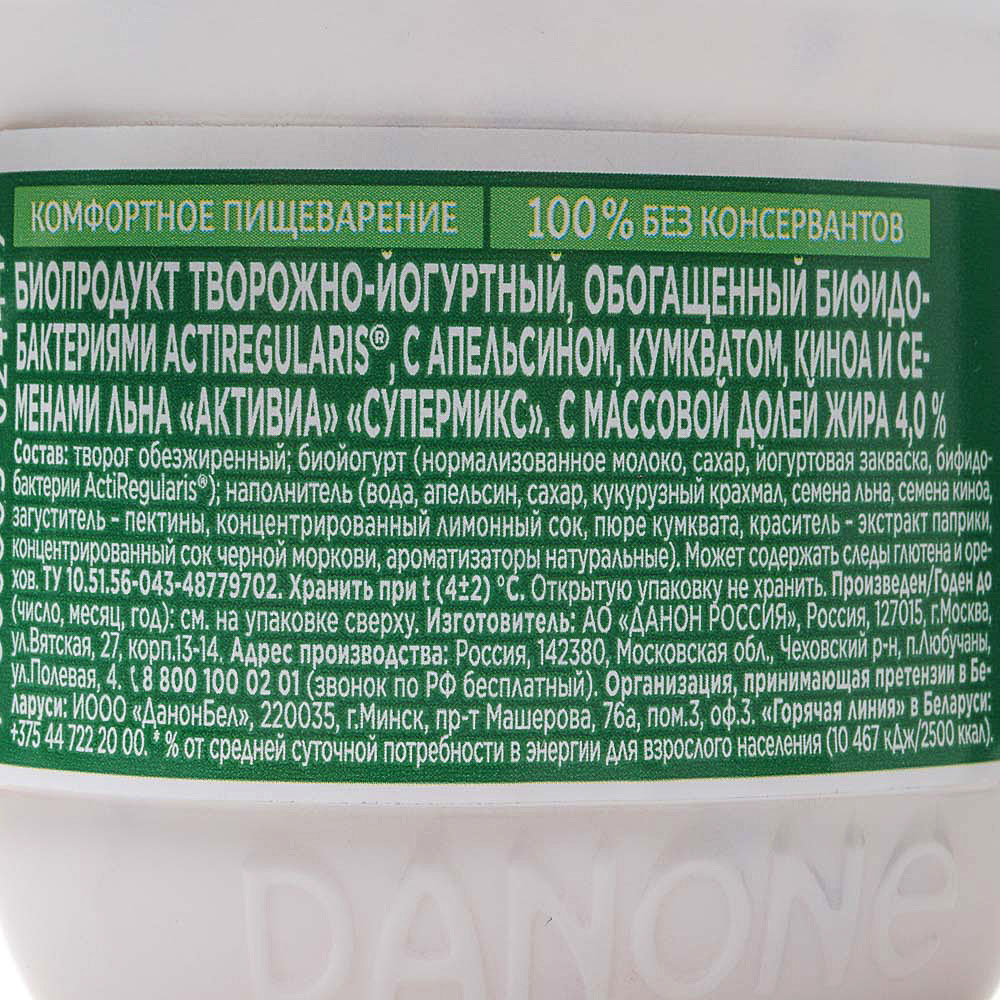 КОМФОРТНОЕ ПИЩЕВАРЕНИЕ
100% БЕЗ КОНСЕРВАНТОВ
БИОПРОДУКТ ТВОРОЖНО-ЙОГУРТНЫЙ, ОБОГАЩЕННЫЙ БИФИДО-
БАКТЕРИЯМИ ACTIREGULARIS®, С АПЕЛЬСИНОМ, КУМКВАТОМ, КИНОА И СЕ-
МЕНАМИ ЛЬНА «АКТИВИА» «СУПЕРМИКС». С МАССОВОЙ ДОЛЕЙ ЖИРА 4,0 %
Состав: творог обезжиренный; биойогурт (нормализованное молоко, сахар, йогуртовая закваска, бифидо-
бактерии ActiRegularis®); наполнитель (вода, апельсин, сахар, кукурузный крахмал, семена льна, семена киноа,
загуститель – пектины, концентрированный лимонный сок, пюре кумквата, краситель – экстракт паприки,
концентрированный сок черной моркови, ароматизаторы натуральные). Может содержать следы глютена и оре-
хов. ТУ 10.51.56-043-48779702. Хранить при t (4±2) °C. Открытую упаковку не хранить. Произведен/Годен до
(число, месяц, год): см. на упаковке сверху. Изготовитель: АО «ДАНОН РОССИЯ», Россия, 127015, г.Москва,
ул.Вятская, 27, корп.13-14. Адрес производства: Россия, 142380, Московская обл., Чеховский р-н, п.Любучаны,
ул.Полевая, 4. 8 800 100 02 01 (звонок по РФ бесплатный). Организация, принимающая претензии в Бе-
ларуси: ИООО «ДанонБел», 220035, г.Минск, пр-т Машерова, 76а, пом.3, оф.3. «Горячая линия» в Беларуси:
+375 44 722 20 00. * % от средней суточной потребности в энергии для взрослого населения (10 467 кДж/2500 ккал).
DANONE